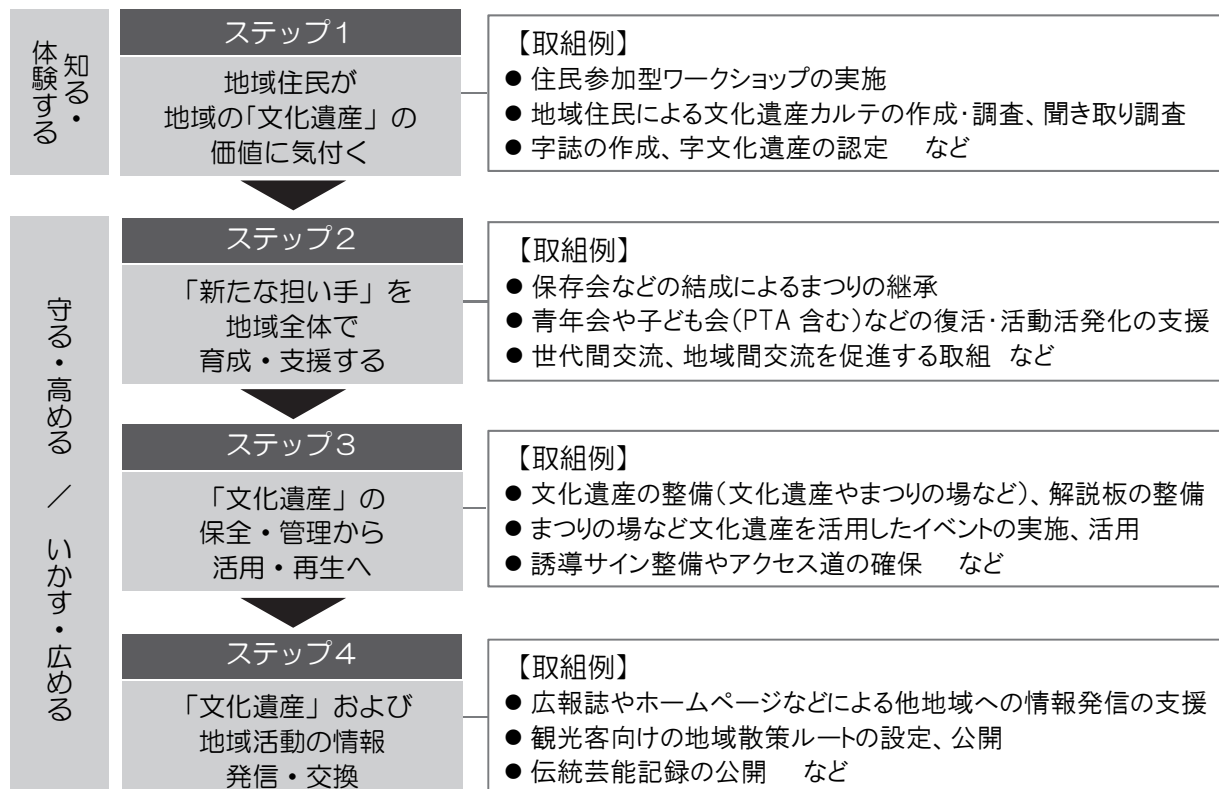 知る・
体験する
ステップ１
地域住民が
地域の「文化遺産」の
価値に気付く
【取組例】
● 住民参加型ワークショップの実施
● 地域住民による文化遺産カルテの作成・調査、聞き取り調査
● 字誌の作成、字文化遺産の認定　など
守る・高める ／ いかす・広める
ステップ２
「新たな担い手」を
地域全体で
育成・支援する
【取組例】
● 保存会などの結成によるまつりの継承
● 青年会や子ども会（PTA 含む）などの復活・活動活発化の支援
● 世代間交流、地域間交流を促進する取組　など
ステップ３
「文化遺産」の
保全・管理から
活用・再生へ
【取組例】
● 文化遺産の整備（文化遺産やまつりの場など）、解説板の整備
● まつりの場など文化遺産を活用したイベントの実施、活用
● 誘導サイン整備やアクセス道の確保　など
ステップ４
「文化遺産」および
地域活動の情報
発信・交換
【取組例】
● 広報誌やホームページなどによる他地域への情報発信の支援
● 観光客向けの地域散策ルートの設定、公開
● 伝統芸能記録の公開　など